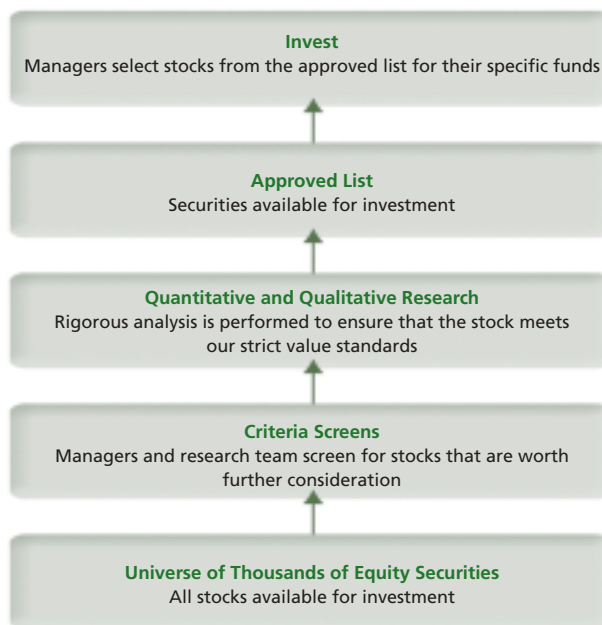 Invest
Managers select stocks from the approved list for their specific funds
Approved List
Securities available for investment
Quantitative and Qualitative Research
Rigorous analysis is performed to ensure that the stock meets
our strict value standards
Criteria Screens
Managers and research team screen for stocks that are worth
further consideration
Universe of Thousands of Equity Securities
All stocks available for investment